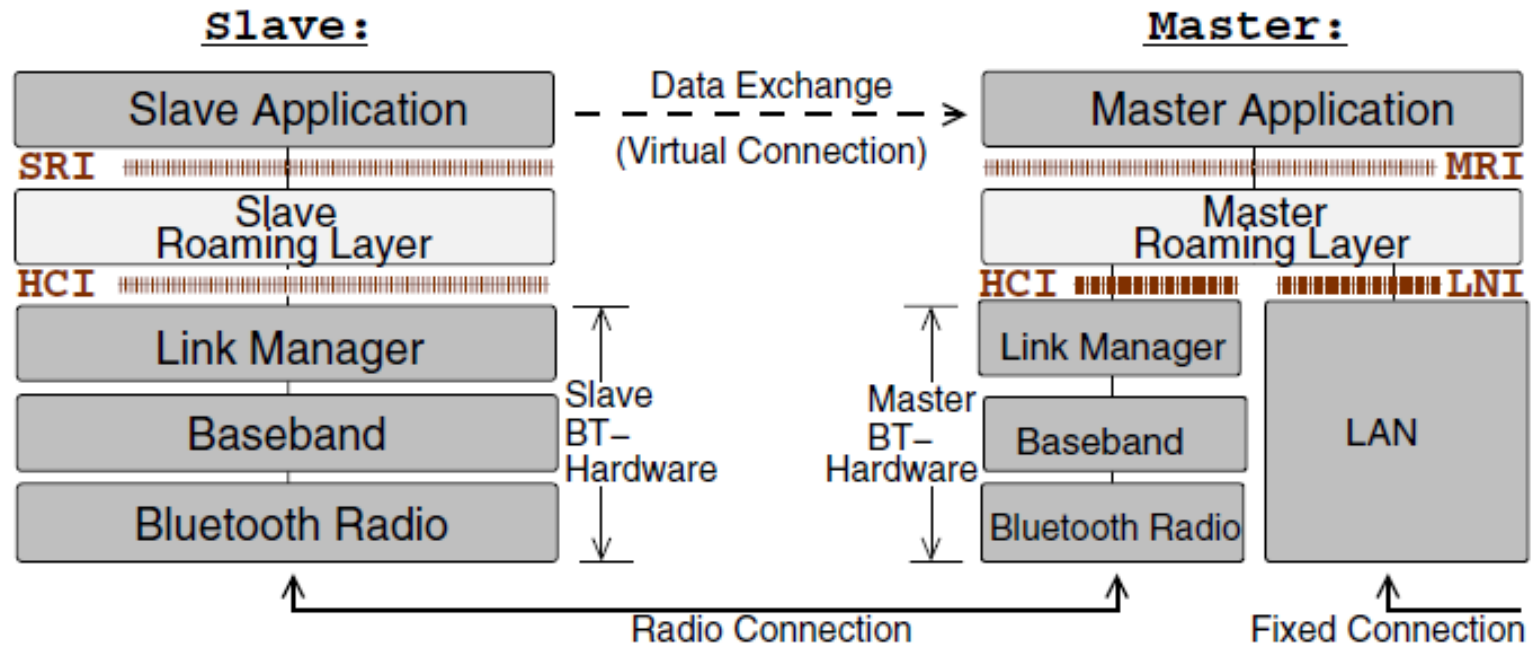 Slave:
Master:
Slave Application
Data Exchange
(Virtual Connection)
Master Application
SRI
MRI
Slave
Roaming Layer
Master
Roaming Layer
HCI
HCI
LNI
Link Manager
Baseband
Bluetooth Radio
Slave
BT-
Hardware
Master
BT-
Hardware
Link Manager
Baseband
Bluetooth Radio
LAN
Radio Connection
Fixed Connection